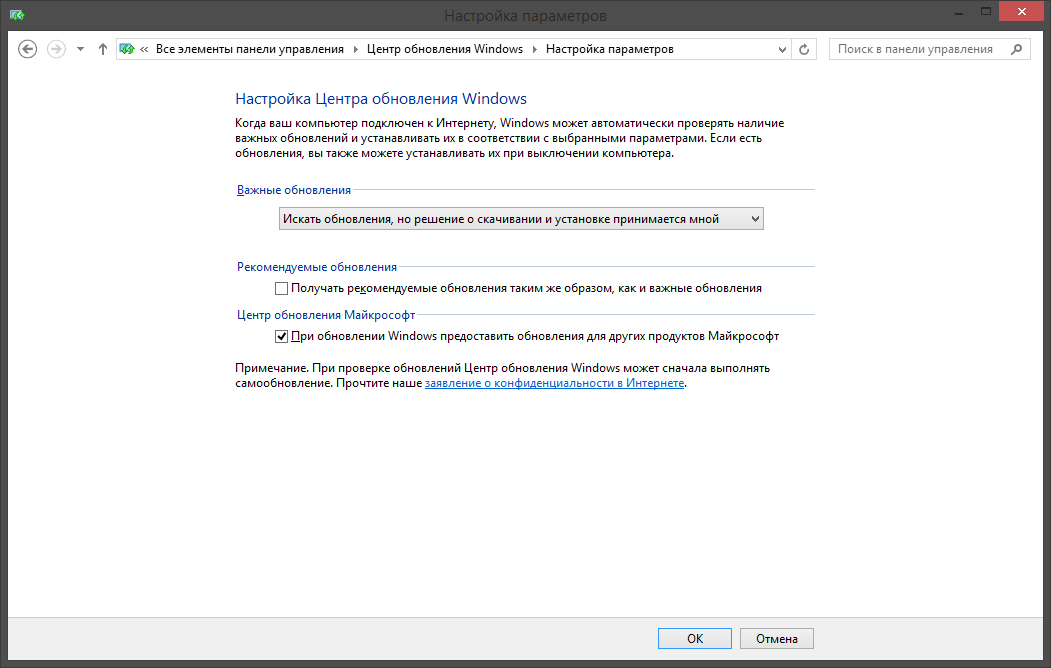 Настройка параметров
« Все элементы панели управления Центр обновления Windows Настройка параметров Поиск в панели управления
Настройка Центра обновления Windows
Когда ваш компьютер подключен к Интернету, Windows может автоматически проверять наличие
важных обновлений и устанавливать их в соответствии с выбранными параметрами. Если есть
обновления, вы также можете устанавливать их при выключении компьютера.
Важные обновления
Искать обновления, но решение о скачивании и установке принимается мной
Рекомендуемые обновления
Получать рекомендуемые обновления таким же образом, как и важные обновления
Центр обновления Майкрософт
При обновлении Windows предоставить обновления для других продуктов Майкрософт
Примечание. При проверке обновлений Центр обновления Windows может сначала выполнять
самообновление. Прочтите наше заявление о конфиденциальности в Интернете.
ОК Отмена